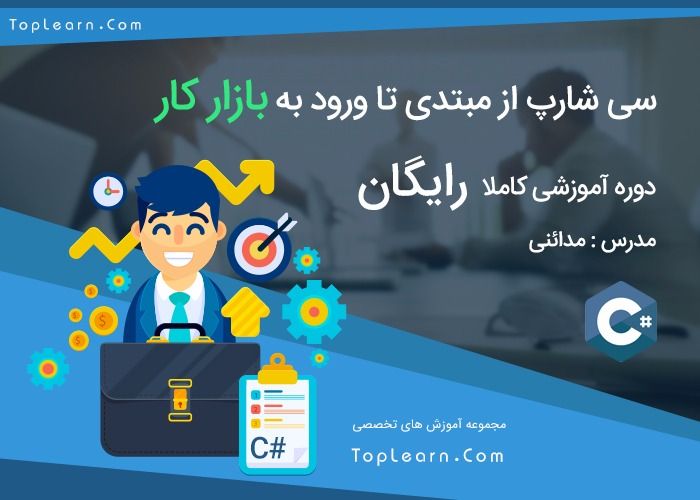 TopLearn.Com
سی شارپ از مبتدی تا ورود به بازار کار
دوره آموزشی کاملا رایگان
مدرس : مدائنی
C#
C#
مجموعه آموزش های تخصصی
TopLearn.Com